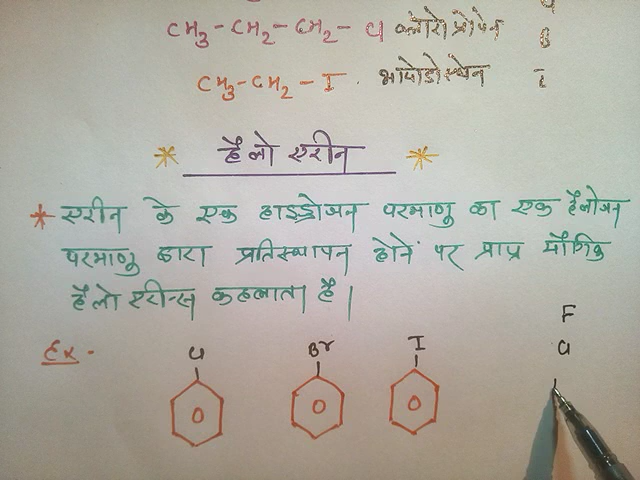 CH3-CH2-CH2-Cl क्लोरोप्रोपेन B
CH3-CH2-I. आयोडोएथेन I
हैलो एरीन
एरीन के एक हाइड्रोजन परमाणु का एक हैलोजन
परमाणु द्वारा प्रतिस्थापन होने पर प्राप्त यौगिक
हैलो एरीन्स कहलाता है।
F
Ex - Cl Br I Cl